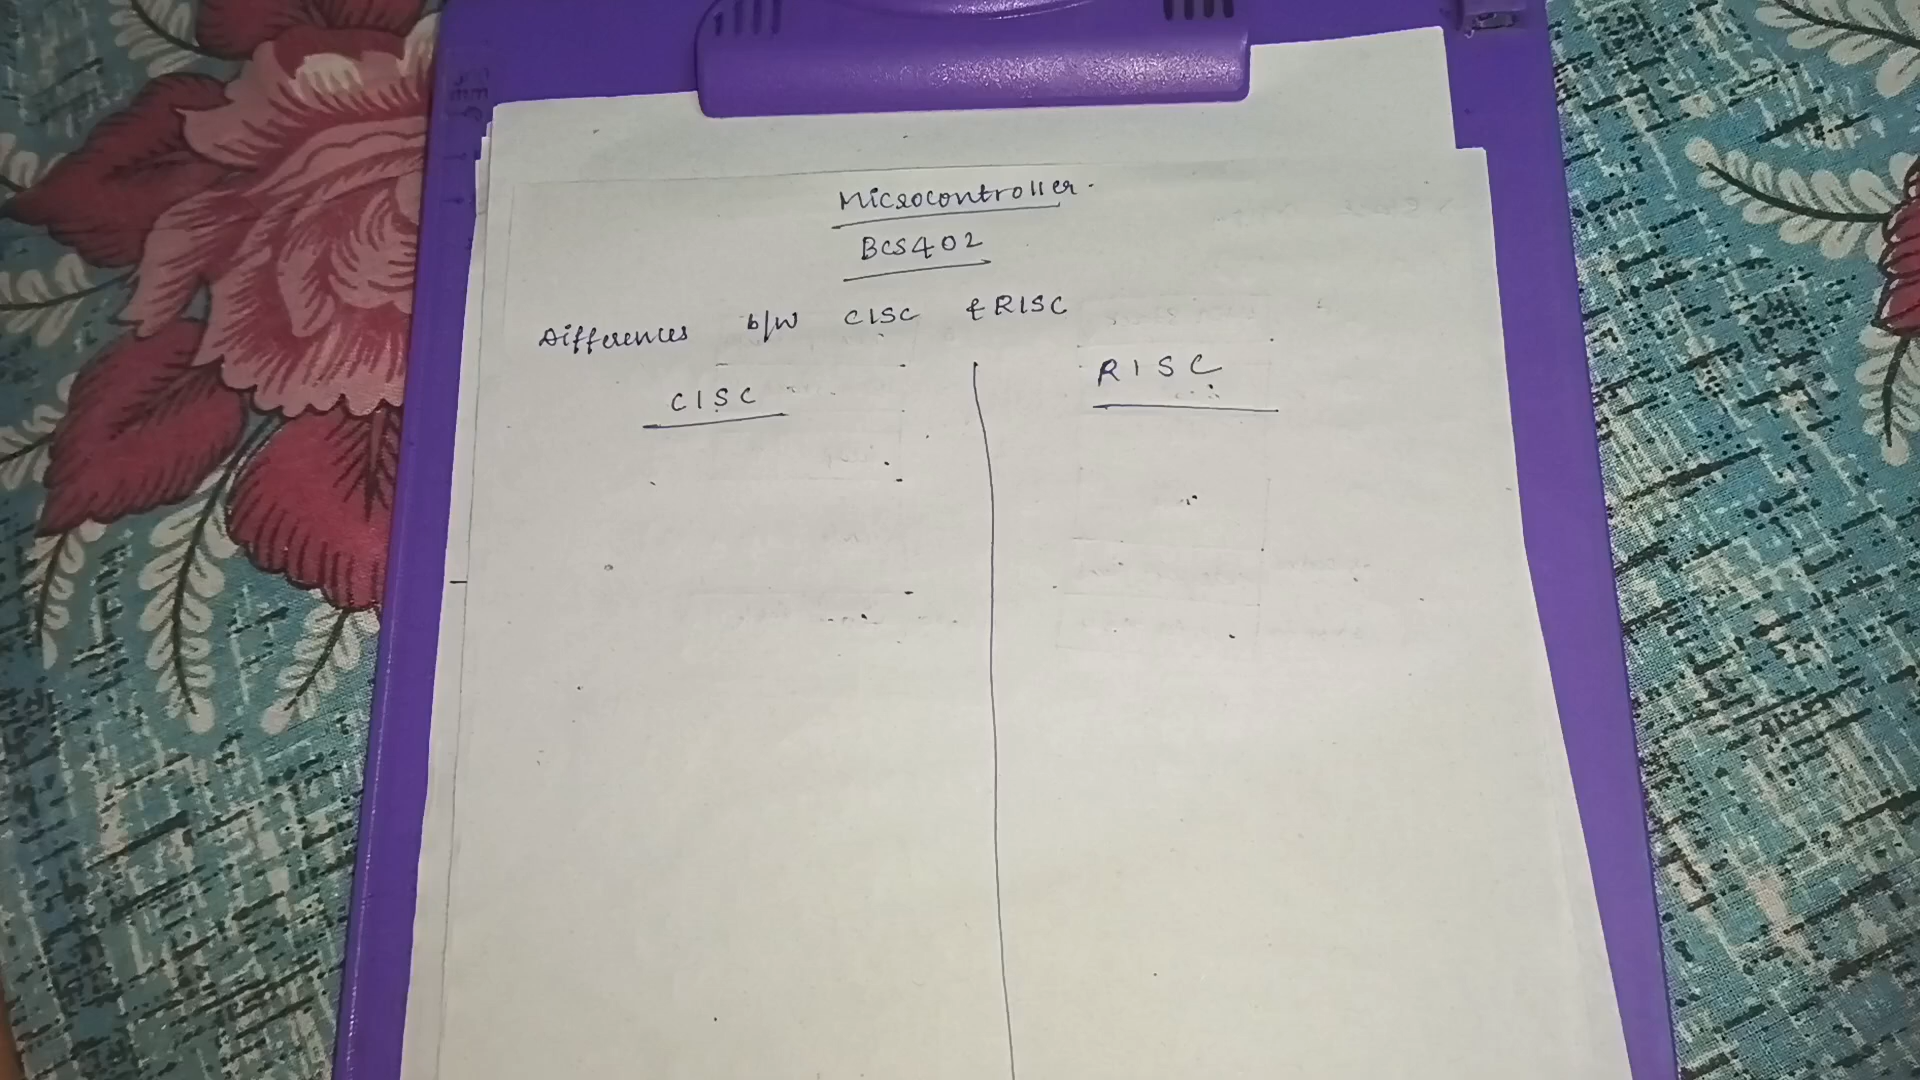 Microcontroller.
BCS402
Differences b/w CISC & RISC
CISC
RISC